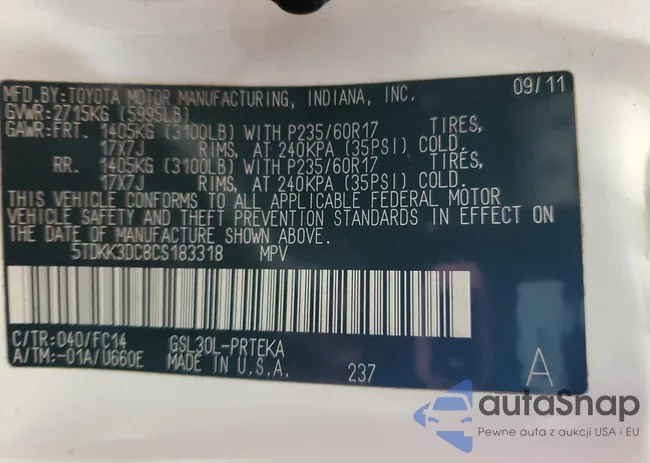 MFD. BY: TOYOTA MOTOR MANUFACTURING, INDIANA, INC. 09/11
GVWR: 2715KG (5995LB)
GAWR: FRT. 1405KG (3100LB) WITH P235/60R17 TIRES,
17X7J RIMS, AT 240KPA (35PSI) COLD.
RR. 1405KG (3100LB) WITH P235/60R17 TIRES,
17X7J RIMS, AT 240KPA (35PSI) COLD.
THIS VEHICLE CONFORMS TO ALL APPLICABLE FEDERAL MOTOR
VEHICLE SAFETY AND THEFT PREVENTION STANDARDS IN EFFECT ON
THE DATE OF MANUFACTURE SHOWN ABOVE.
5TDKK3DC8CS183318 MPV
C/TR: 040/FC14 GSL30L-PRTEKA
A/TM: -01A/U660E MADE IN U.S.A. 237 A
autaSnap
Pewne auta z aukcji USA i EU